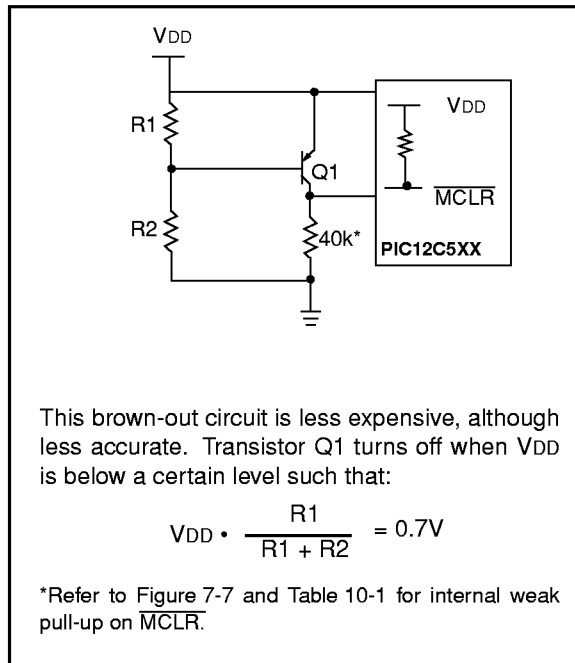 VDD
R1
VDD
Q1
MCLR
R2
40k*
PIC12C5XX
This brown-out circuit is less expensive, although
less accurate. Transistor Q1 turns off when VDD
is below a certain level such that:
VDD • R1 / R1 + R2 = 0.7V
*Refer to Figure 7-7 and Table 10-1 for internal weak
pull-up on MCLR.